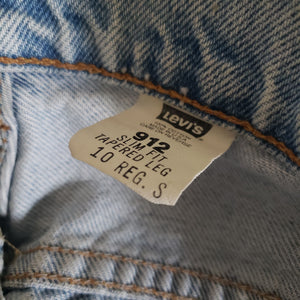 Levi's
912
SLIM FIT
TAPERED LEG
10 REG. S